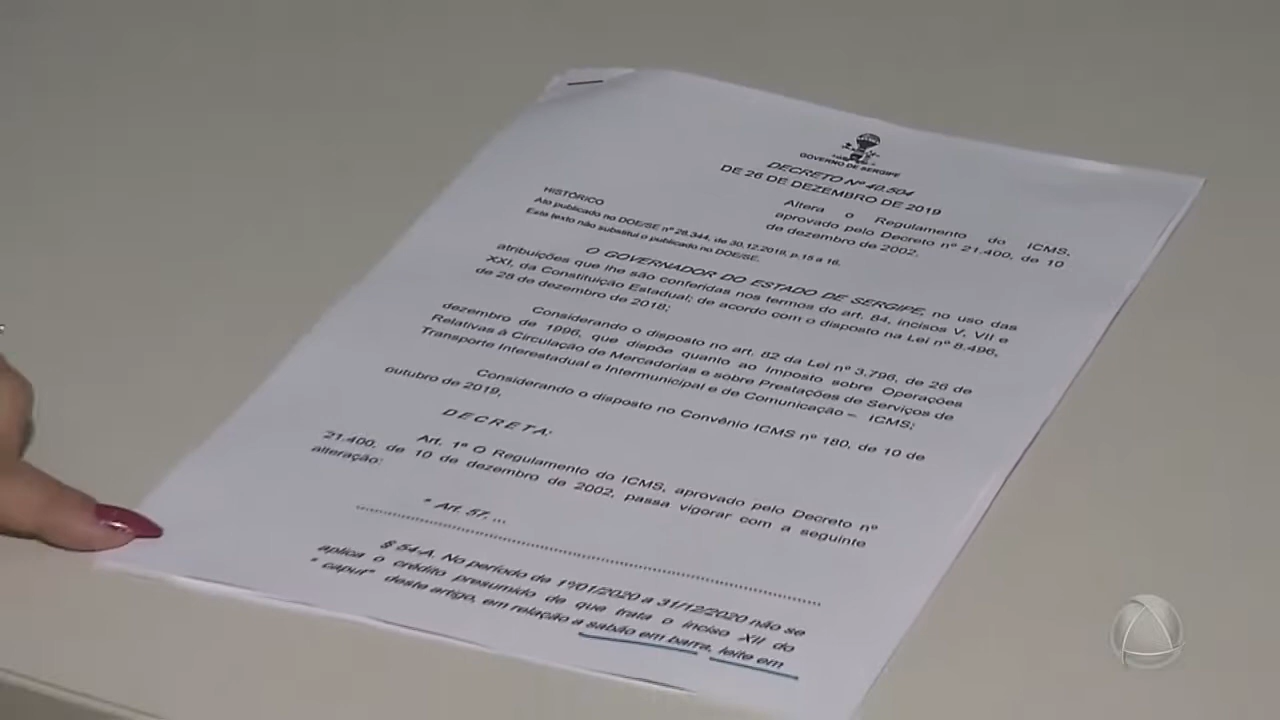 GOVERNO DE SERGIPE
DECRETO Nº 40.504
DE 26 DE DEZEMBRO DE 2019
Altera o Regulamento do ICMS,
aprovado pelo Decreto nº 21.400, de 10
de dezembro de 2002.
HISTÓRICO
Ato publicado no DOE/SE nº 28.344, de 30.12.2019, p.15 a 16.
Este texto não substitui o publicado no DOE/SE.
O GOVERNADOR DO ESTADO DE SERGIPE, no uso das
atribuições que lhe são conferidas nos termos do art. 84, incisos V, VII e
XXI, da Constituição Estadual; de acordo com o disposto na Lei nº 8.496,
de 28 de dezembro de 2018;
Considerando o disposto no art. 82 da Lei nº 3.796, de 26 de
dezembro de 1996, que dispõe quanto ao Imposto sobre Operações
Relativas à Circulação de Mercadorias e sobre Prestações de Serviços de
Transporte Interestadual e Intermunicipal e de Comunicação – ICMS;
Considerando o disposto no Convênio ICMS nº 180, de 10 de
outubro de 2019,
DECRETA:
Art. 1º O Regulamento do ICMS, aprovado pelo Decreto nº
21.400, de 10 de dezembro de 2002, passa vigorar com a seguinte
alteração:
" Art. 57. ...
§ 54-A. No período de 1º/01/2020 a 31/12/2020 não se
aplica o crédito presumido de que trata o inciso XII do
" caput" deste artigo, em relação a sabão em barra, leite em